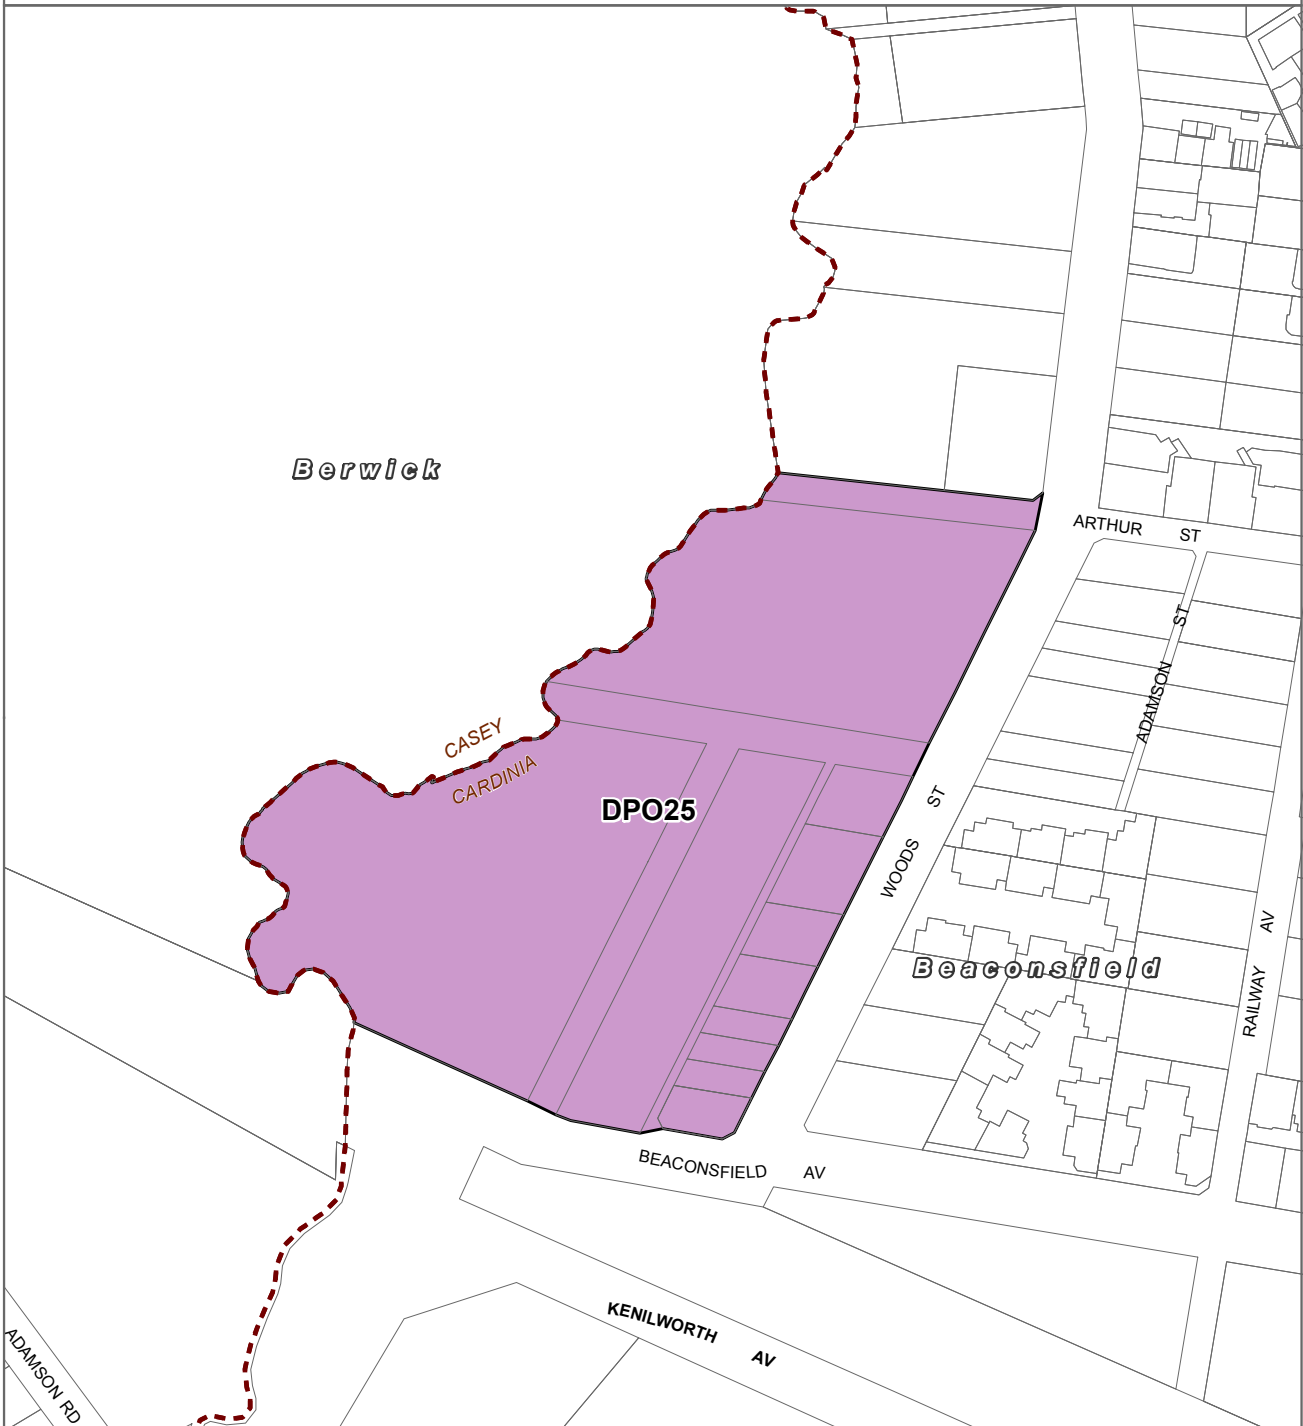 Berwick
ARTHUR ST
ADAMSON ST
CASEY
CARDINIA
DPO25
WOODS ST
Beaconsfield
RAILWAY AV
BEACONSFIELD AV
KENILWORTH AV
ADAMSON RD